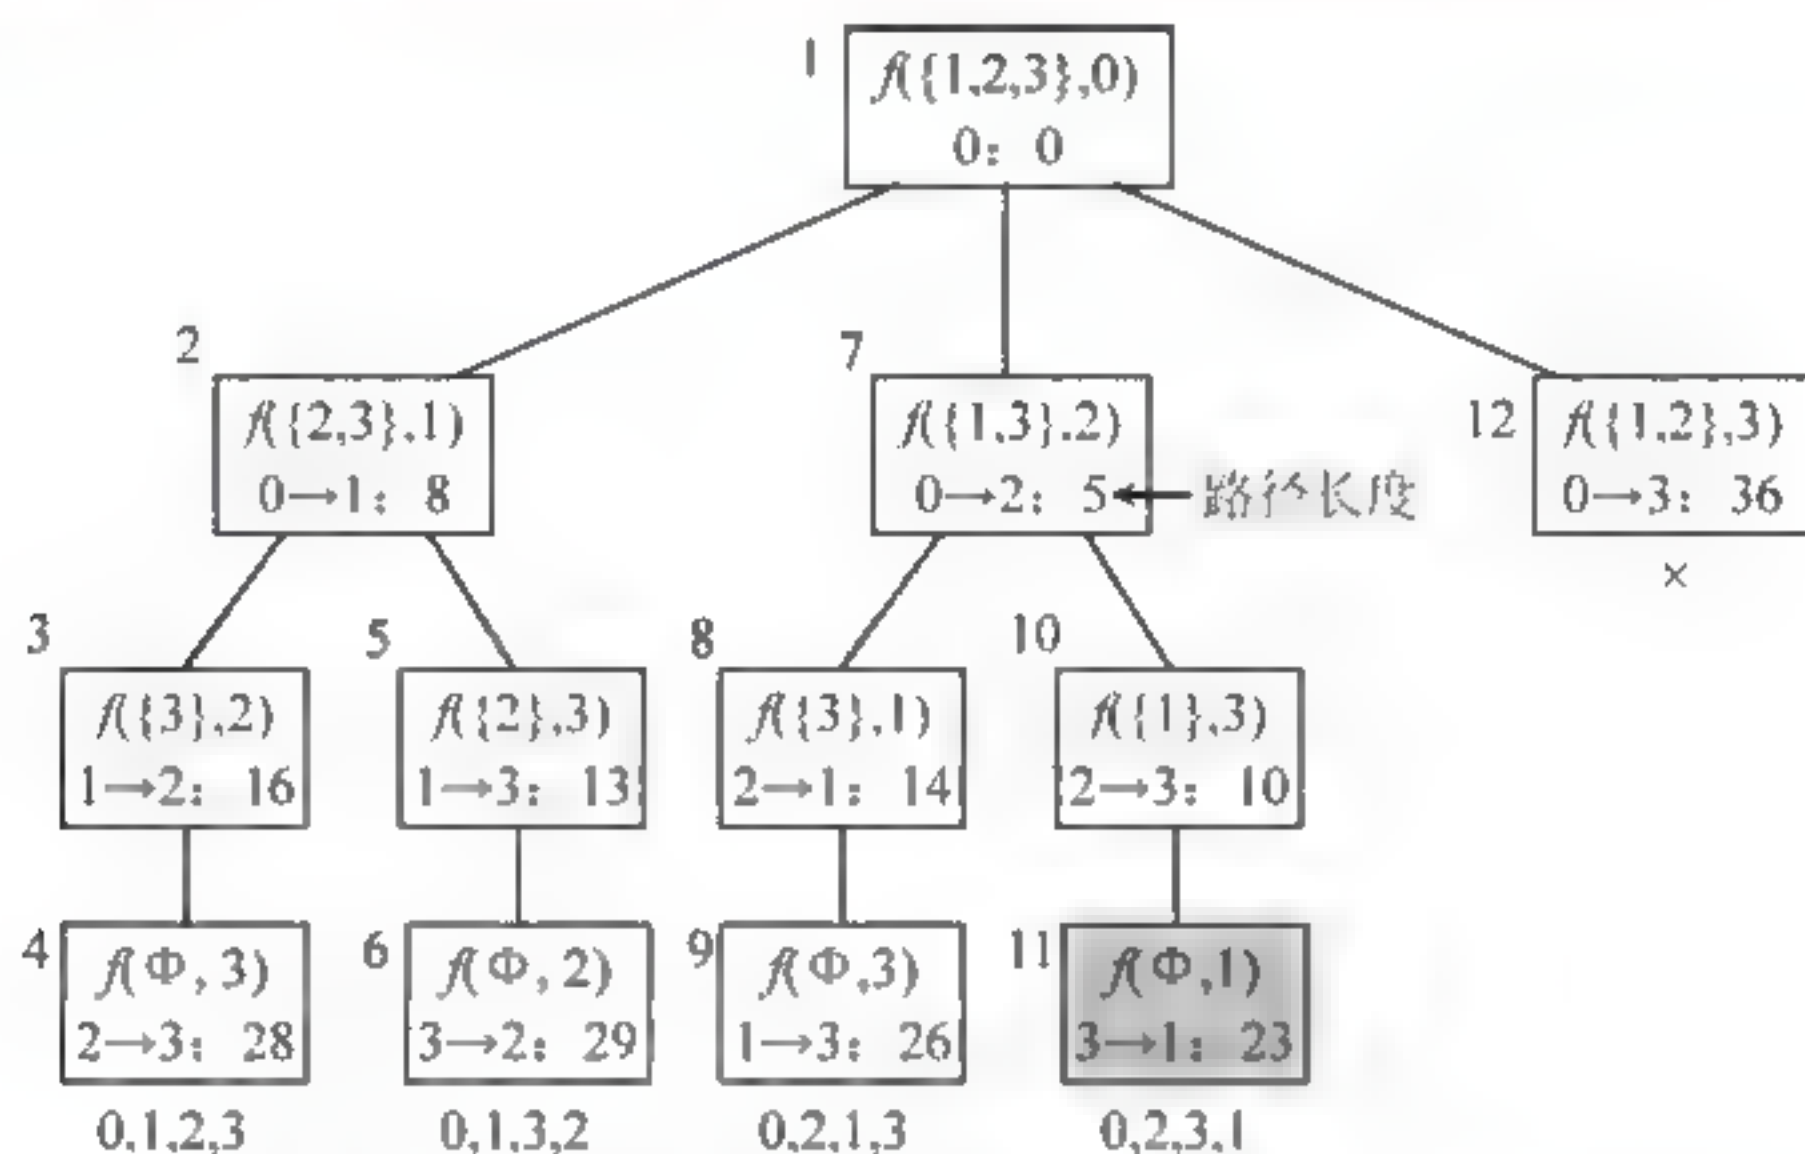 1
f({1,2,3},0)
0：0
2
f({2,3},1)
0→1：8
7
f({1,3},2)
0→2：5
路径长度
12
f({1,2},3)
0→3：36
×
3
f({3},2)
1→2：16
5
f({2},3)
1→3：13
8
f({3},1)
2→1：14
10
f({1},3)
2→3：10
4
f(Φ,3)
2→3：28
6
f(Φ,2)
3→2：29
9
f(Φ,3)
1→3：26
11
f(Φ,1)
3→1：23
0,1,2,3
0,1,3,2
0,2,1,3
0,2,3,1